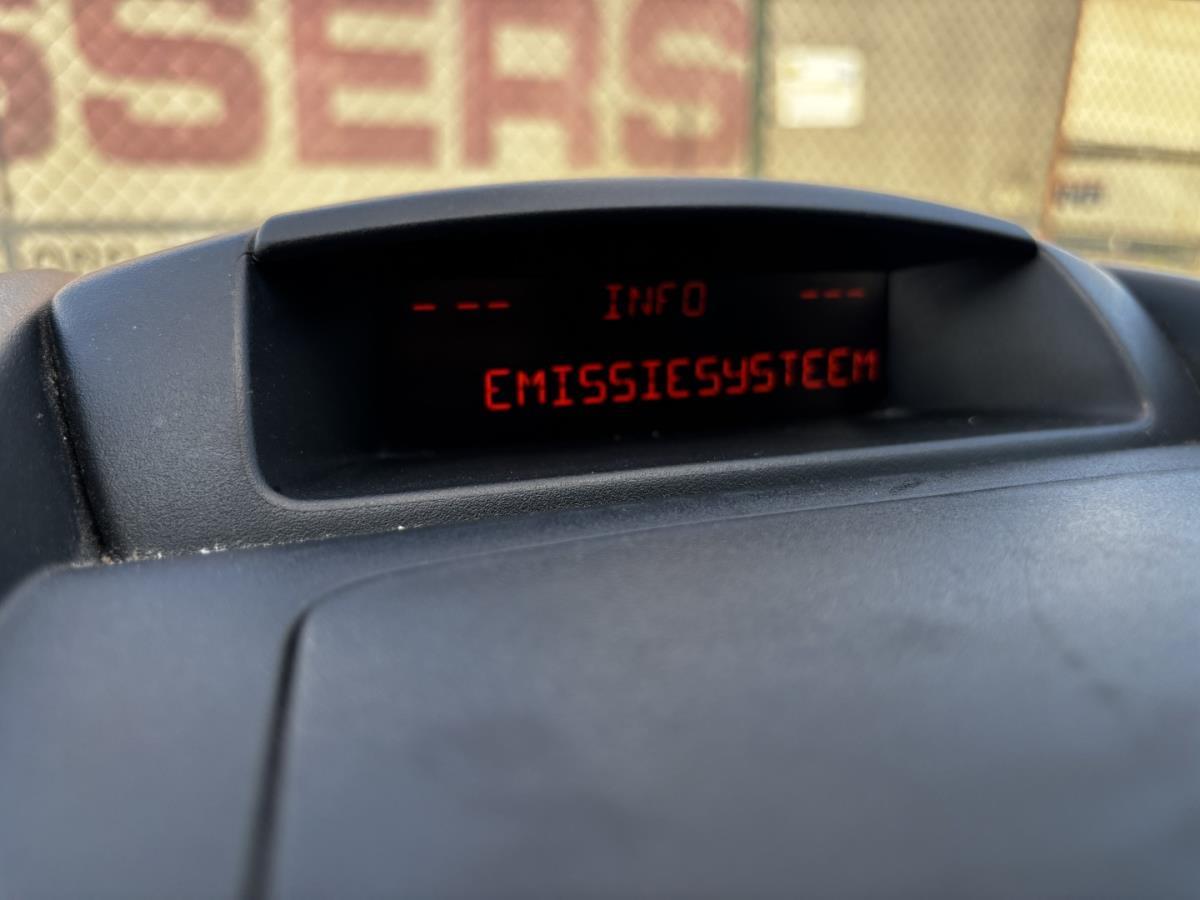 SSERS
- -- INFO ---
EMISSIESYSTEEM